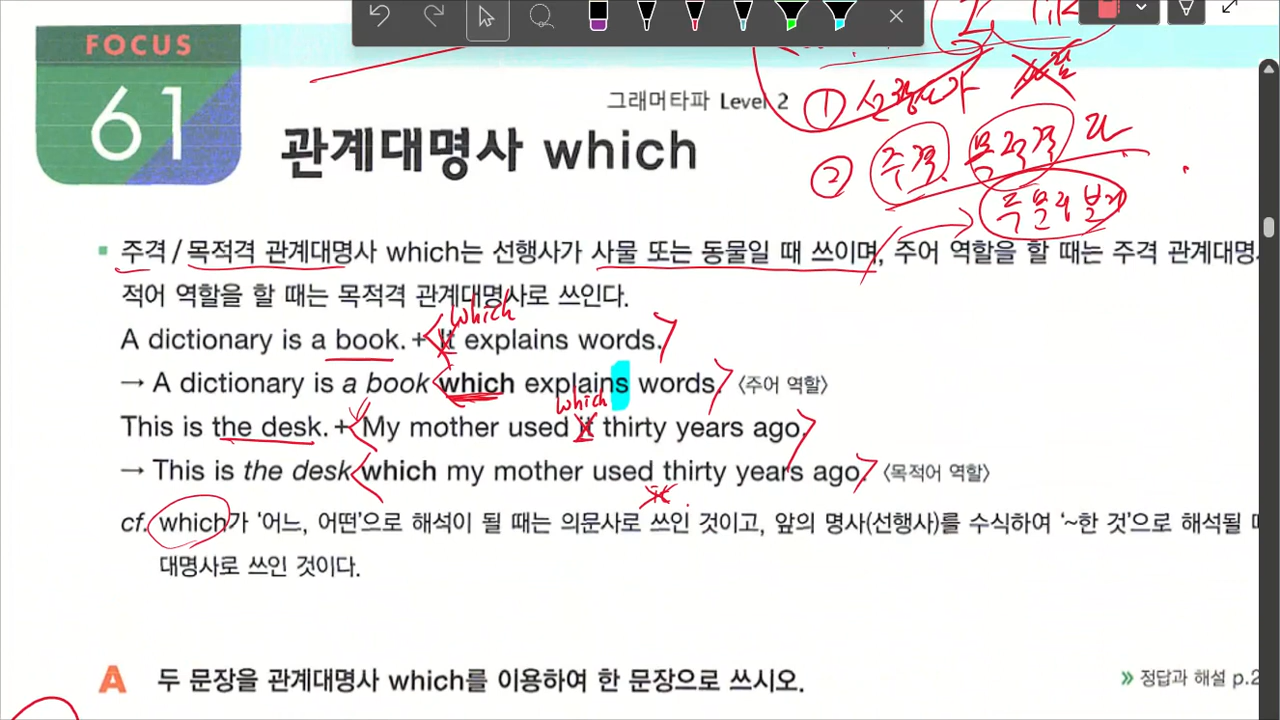 FOCUS
61
그래머타파 Level 2
관계대명사 which
① 선행사가 사물
② 주격, 목적격
주격 / 목적격 관계대명사 which는 선행사가 사물 또는 동물일 때 쓰이며, 주어 역할을 할 때는 주격 관계대명
적어 역할을 할 때는 목적격 관계대명사로 쓰인다.
which
A dictionary is a book. + It explains words.
→ A dictionary is a book which explains words. 〈주어 역할〉
which
This is the desk. + My mother used it thirty years ago.
→ This is the desk which my mother used thirty years ago. 〈목적어 역할〉
it
cf. which가 ‘어느, 어떤’으로 해석이 될 때는 의문사로 쓰인 것이고, 앞의 명사(선행사)를 수식하여 ‘~한 것’으로 해석될
대명사로 쓰인 것이다.
A 두 문장을 관계대명사 which를 이용하여 한 문장으로 쓰시오.
» 정답과 해설 p.2